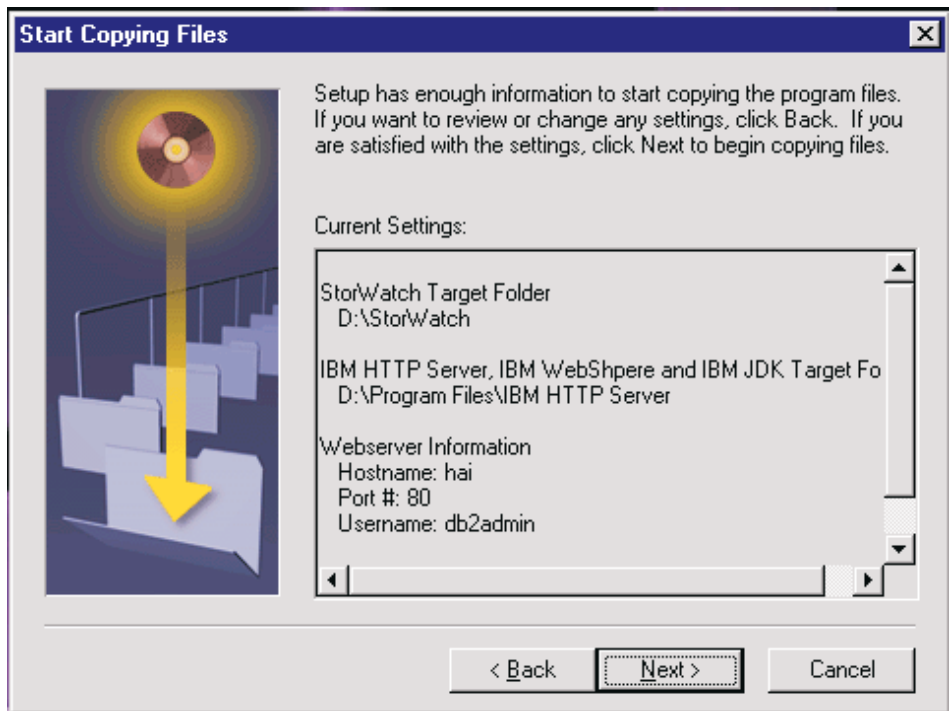 Start Copying Files
Setup has enough information to start copying the program files.
If you want to review or change any settings, click Back. If you
are satisfied with the settings, click Next to begin copying files.
Current Settings:
StorWatch Target Folder
D:\StorWatch
IBM HTTP Server, IBM WebShpere and IBM JDK Target Fo
D:\Program Files\IBM HTTP Server
Webserver Information
Hostname: hai
Port #: 80
Username: db2admin
< Back
Next >
Cancel